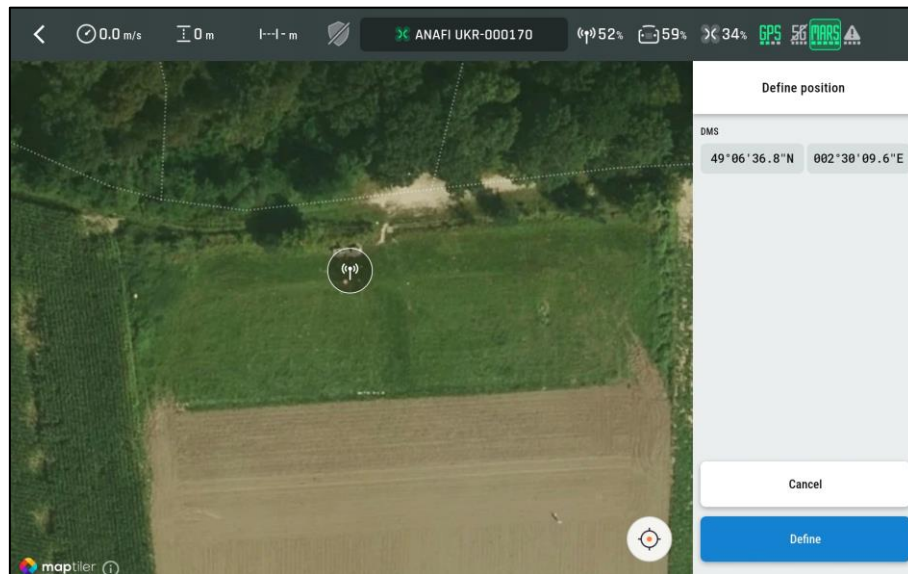 0.0 m/s
0 m
- m
ANAFI UKR-000170
52%
59%
34%
GPS
5G
MARS
Define position
DMS
49°06'36.8"N 002°30'09.6"E
Cancel
Define
maptiler